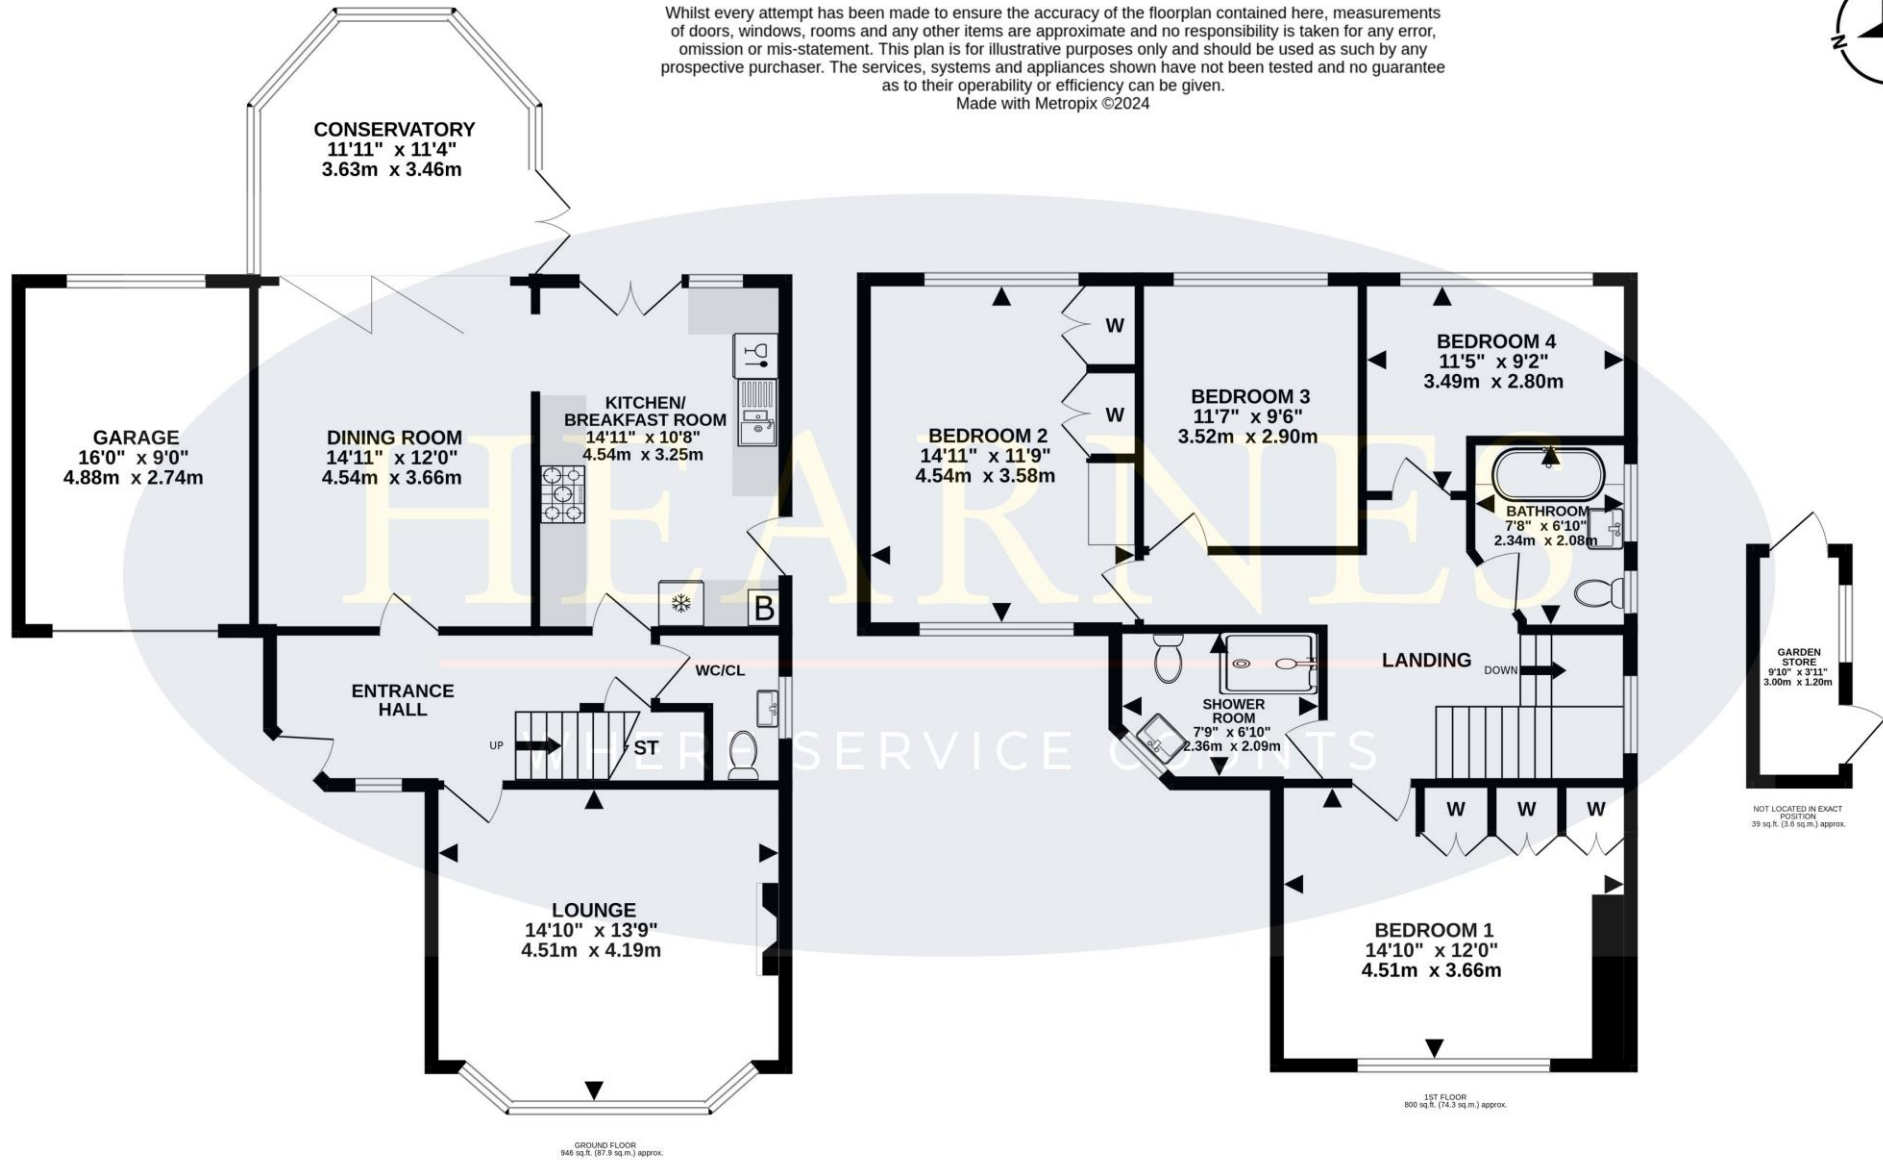 Whilst every attempt has been made to ensure the accuracy of the floorplan contained here, measurements
of doors, windows, rooms and any other items are approximate and no responsibility is taken for any error,
omission or mis-statement. This plan is for illustrative purposes only and should be used as such by any
prospective purchaser. The services, systems and appliances shown have not been tested and no guarantee
as to their operability or efficiency can be given.
Made with Metropix ©2024
N
CONSERVATORY
11'11" x 11'4"
3.63m x 3.46m
GARAGE
16'0" x 9'0"
4.88m x 2.74m
DINING ROOM
14'11" x 12'0"
4.54m x 3.66m
KITCHEN/
BREAKFAST ROOM
14'11" x 10'8"
4.54m x 3.25m
B
ENTRANCE
HALL
WC/CL
UP
ST
LOUNGE
14'10" x 13'9"
4.51m x 4.19m
GROUND FLOOR
946 sq.ft. (87.9 sq.m.) approx.
BEDROOM 2
14'11" x 11'9"
4.54m x 3.58m
W
W
BEDROOM 3
11'7" x 9'6"
3.52m x 2.90m
BEDROOM 4
11'5" x 9'2"
3.49m x 2.80m
BATHROOM
7'8" x 6'10"
2.34m x 2.08m
LANDING
DOWN
SHOWER
ROOM
7'9" x 6'10"
2.36m x 2.09m
W
W
W
BEDROOM 1
14'10" x 12'0"
4.51m x 3.66m
1ST FLOOR
800 sq.ft. (74.3 sq.m.) approx.
GARDEN
STORE
9'10" x 3'11"
3.00m x 1.20m
NOT LOCATED IN EXACT
POSITION
39 sq.ft. (3.6 sq.m.) approx.
HEARNES
WHERE SERVICE COUNTS